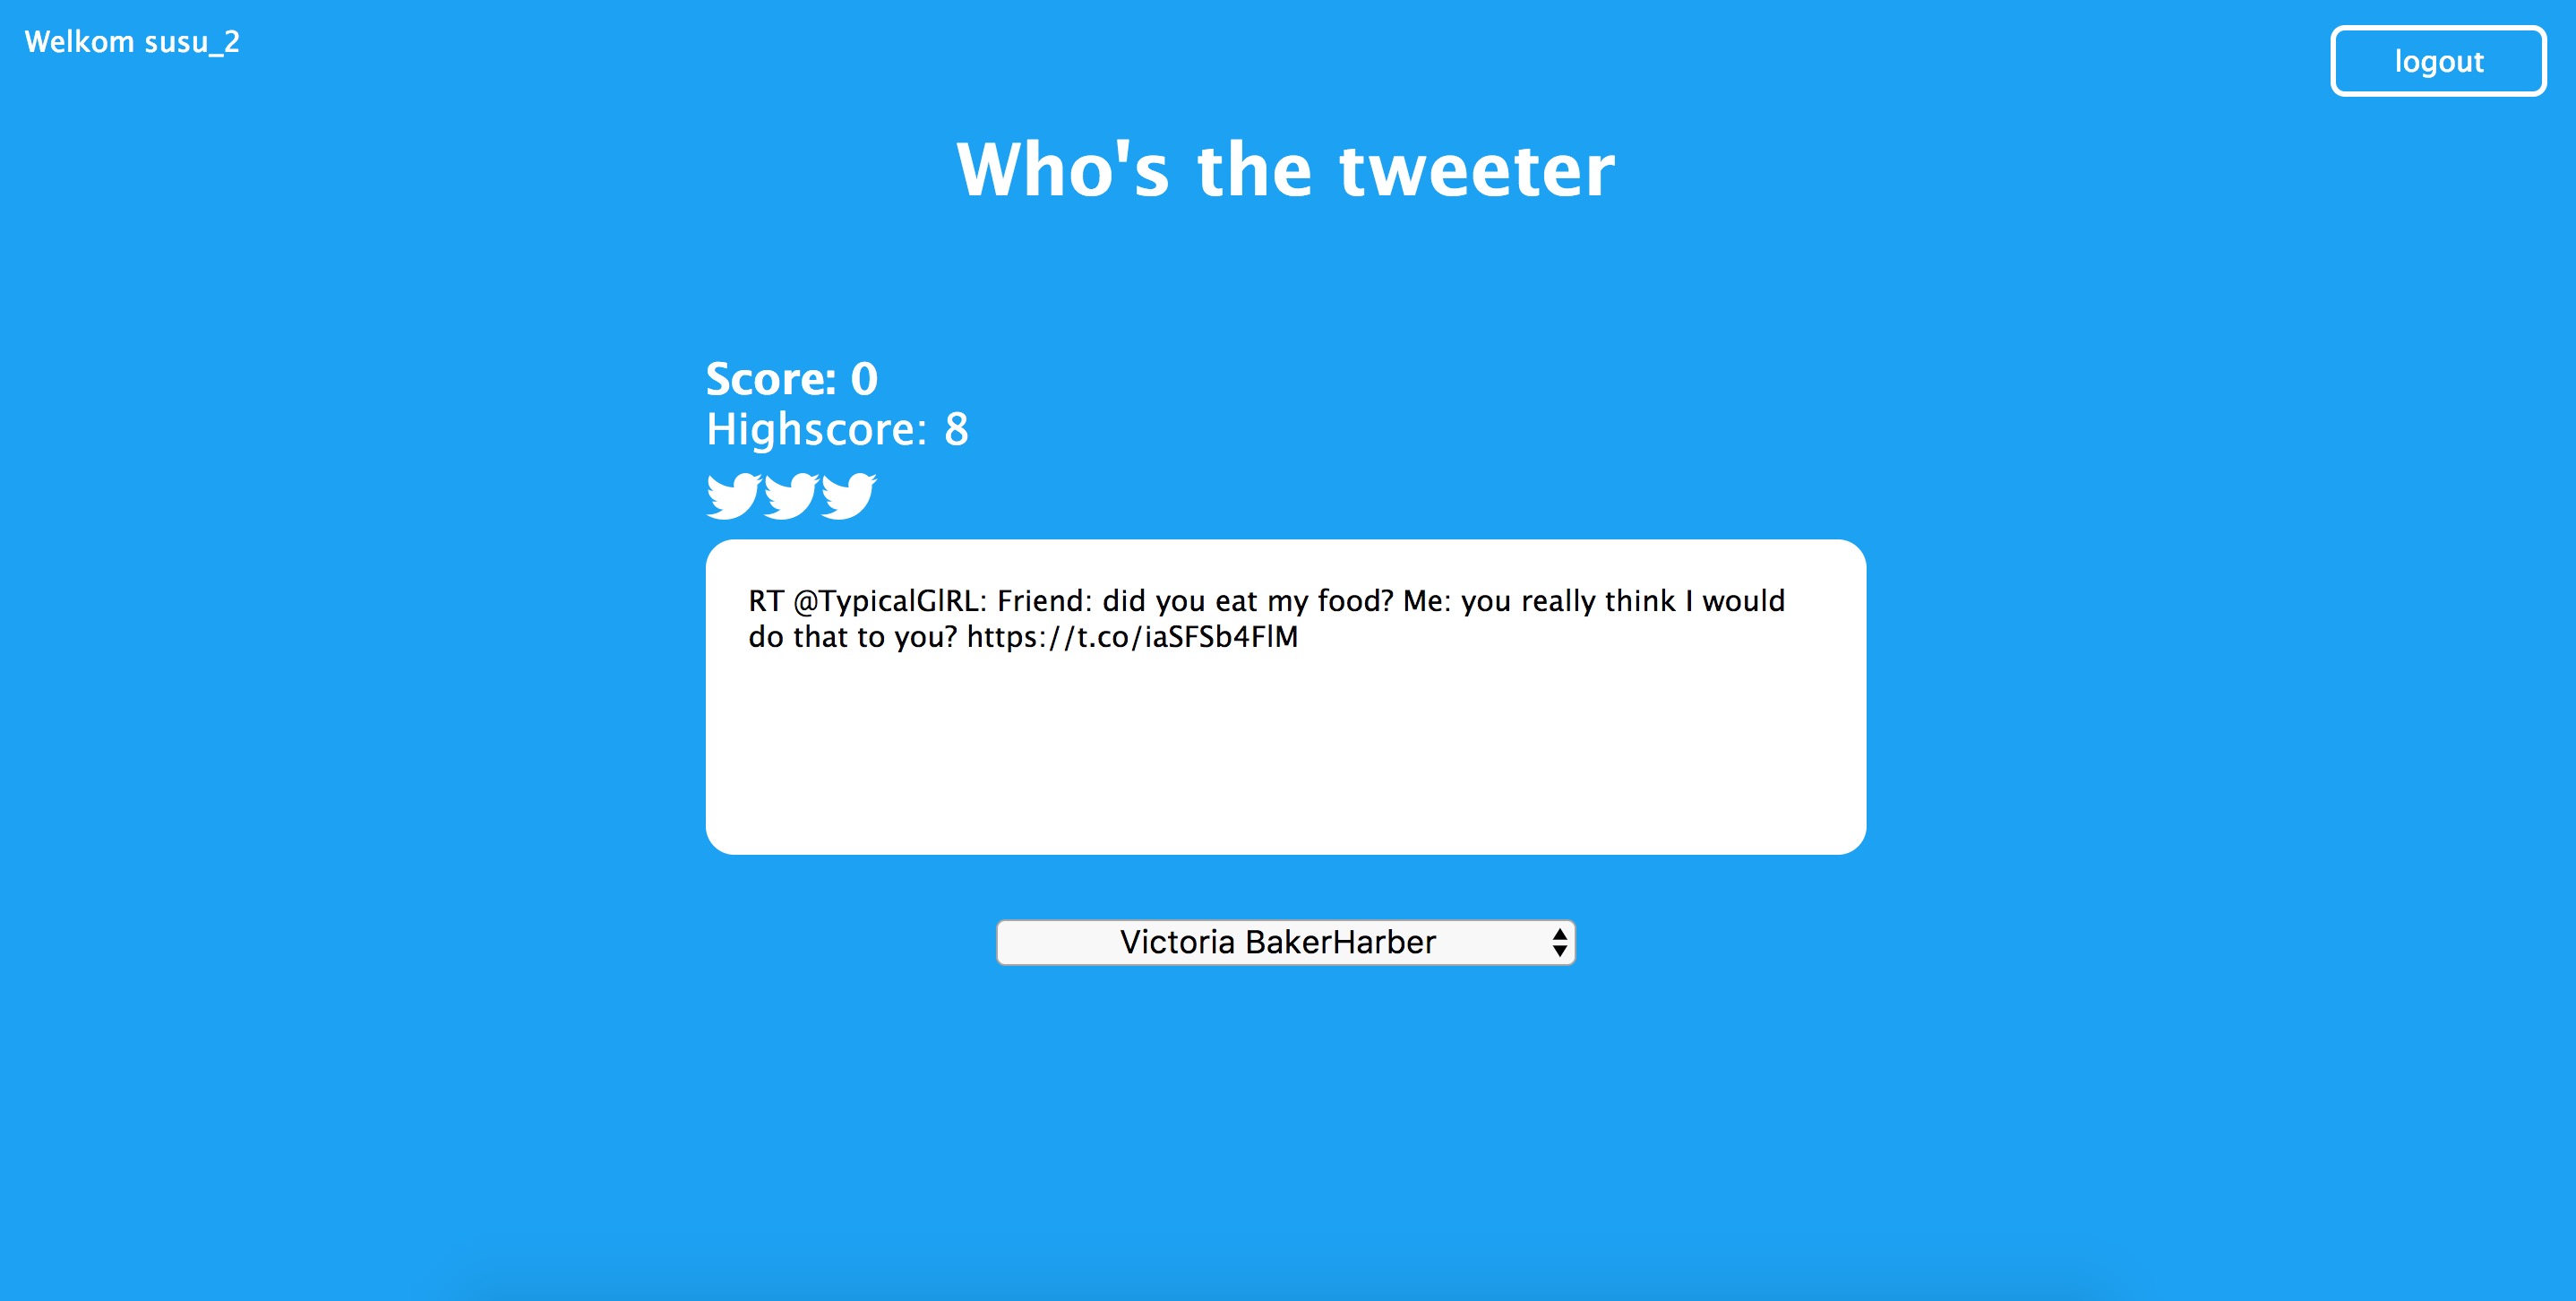 Welkom susu_2
logout
Who's the tweeter
Score: 0
Highscore: 8
RT @TypicalGlRL: Friend: did you eat my food? Me: you really think I would
do that to you? https://t.co/iaSFSb4FlM
Victoria BakerHarber